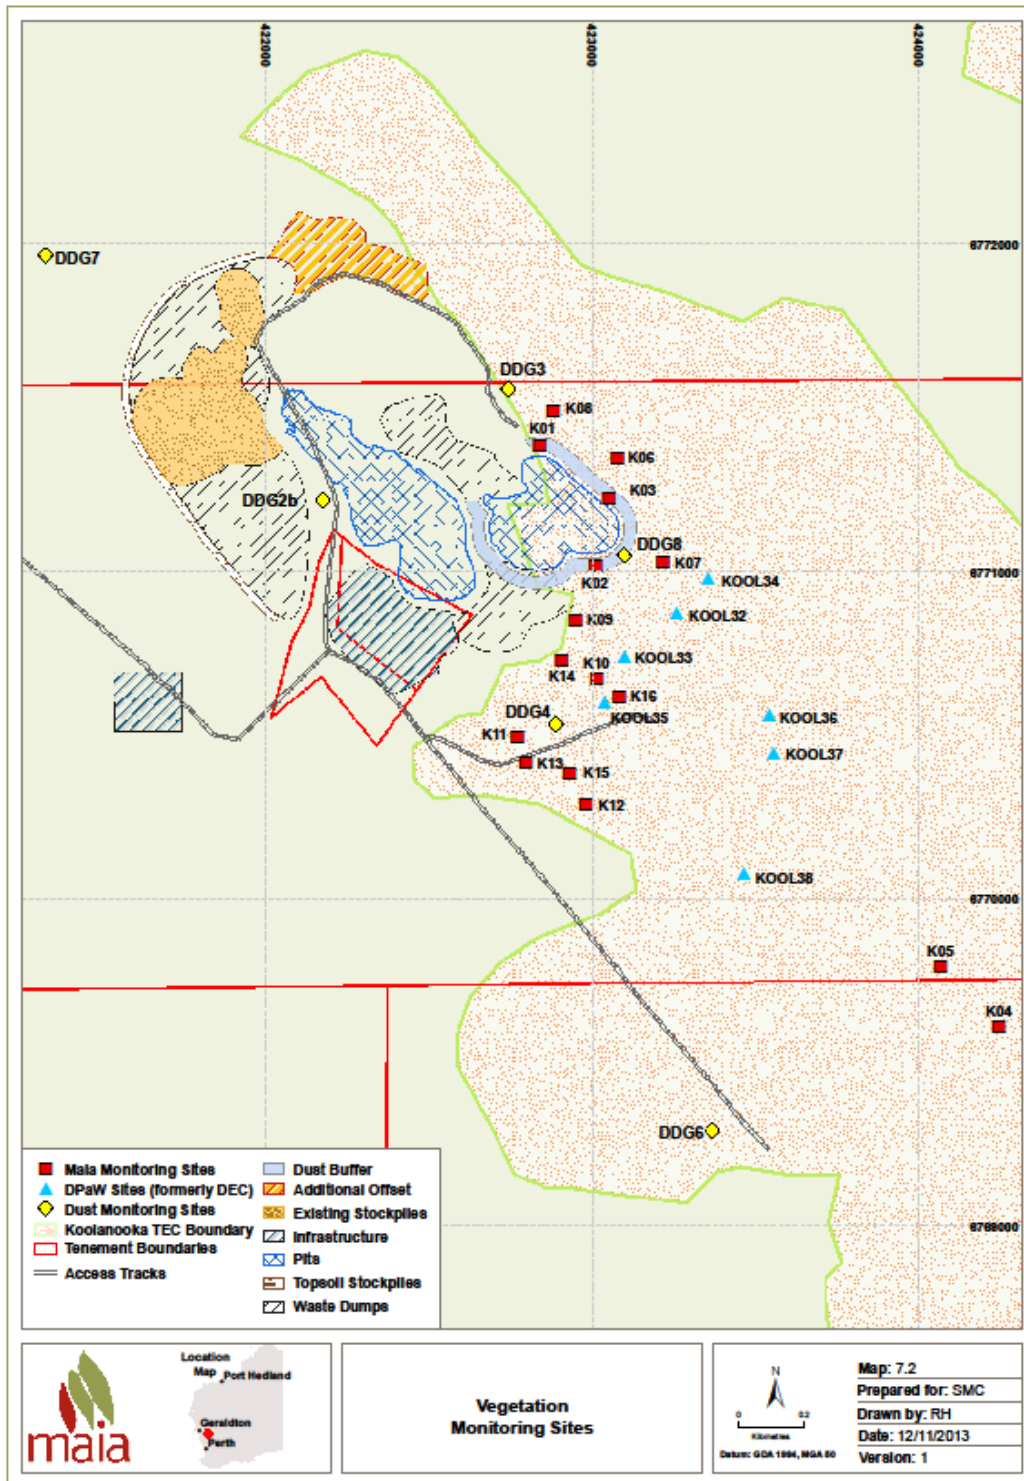 422000
423000
424000
6772000
DDG7
DDG3
K08
K01
K06
K03
DDG2b
DDG8
K07
6771000
K02
KOOL34
KOOL32
K09
K10
KOOL33
K14
K16
DDG4
KOOL35
KOOL36
K11
KOOL37
K13
K15
K12
KOOL38
6770000
K05
K04
DDG6
6769000
Maia Monitoring Sites
DPaW Sites (formerly DEC)
Dust Monitoring Sites
Koolanooka TEC Boundary
Tenement Boundaries
Access Tracks
Dust Buffer
Additional Offset
Existing Stockpiles
Infrastructure
Pits
Topsoil Stockpiles
Waste Dumps
maia
Location
Map
Port Hedland
Geraldton
Perth
Vegetation
Monitoring Sites
N
0 0.2
Kilometres
Datum: GDA 1994, MGA 50
Map: 7.2
Prepared for: SMC
Drawn by: RH
Date: 12/11/2013
Version: 1